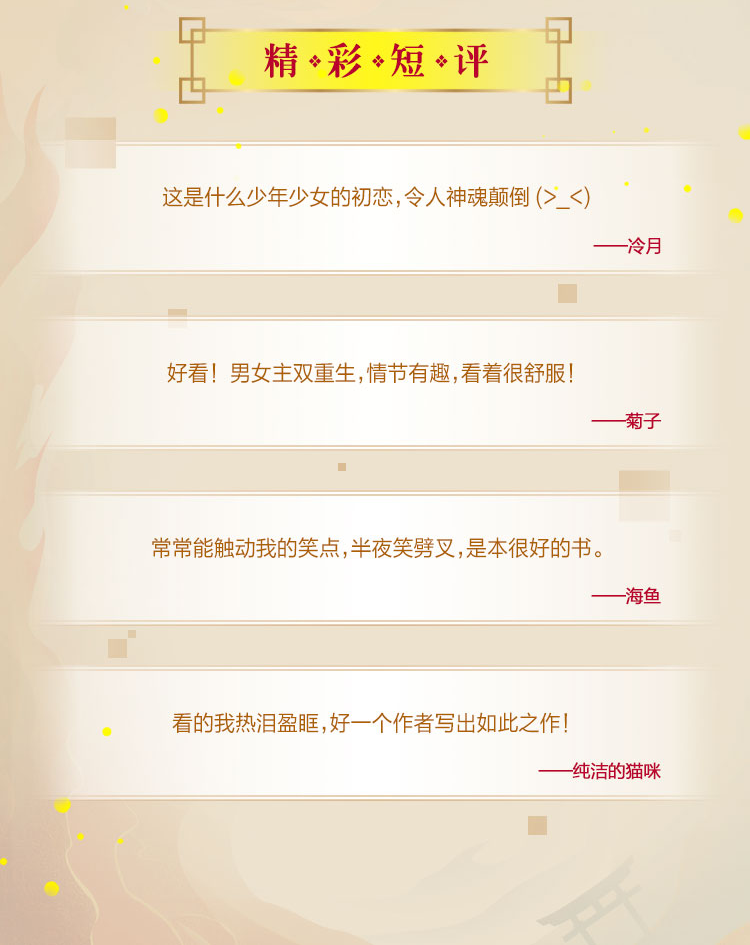 精彩短评
这是什么少年少女的初恋,令人神魂颠倒 (>_<)
——冷月
好看！男女主双重生,情节有趣,看着很舒服！
——菊子
常常能触动我的笑点,半夜笑劈叉,是本很好的书。
——海鱼
看的我热泪盈眶,好一个作者写出如此之作！
——纯洁的猫咪